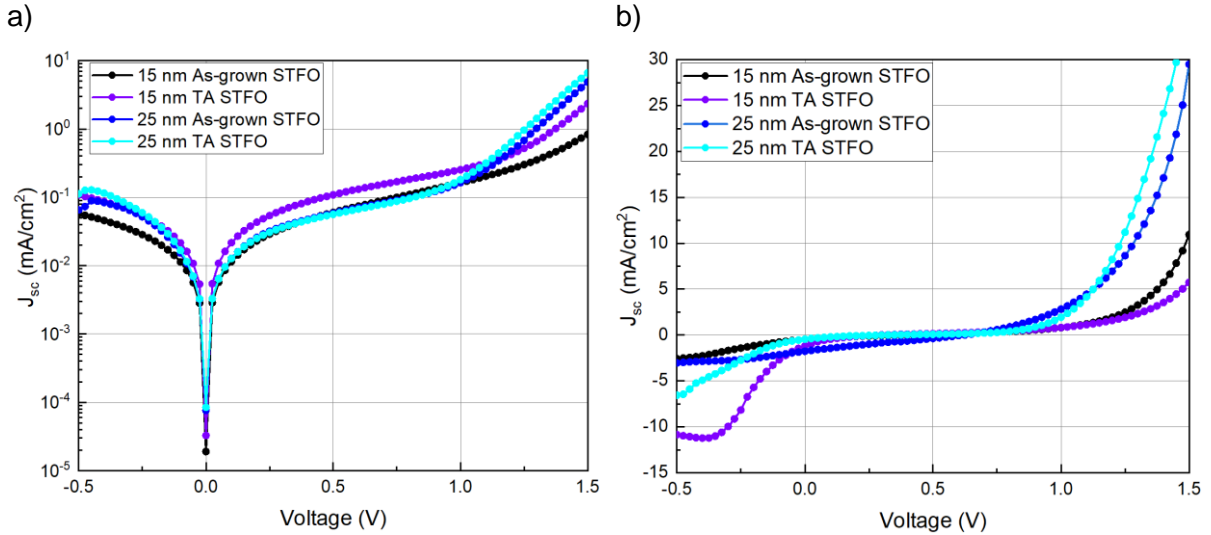 a)
J_sc (mA/cm²)
10¹
10⁰
10⁻¹
10⁻²
10⁻³
10⁻⁴
10⁻⁵
15 nm As-grown STFO
15 nm TA STFO
25 nm As-grown STFO
25 nm TA STFO
-0.5 0.0 0.5 1.0 1.5
Voltage (V)
b)
J_sc (mA/cm²)
30
25
20
15
10
5
0
-5
-10
-15
15 nm As-grown STFO
15 nm TA STFO
25 nm As-grown STFO
25 nm TA STFO
-0.5 0.0 0.5 1.0 1.5
Voltage (V)